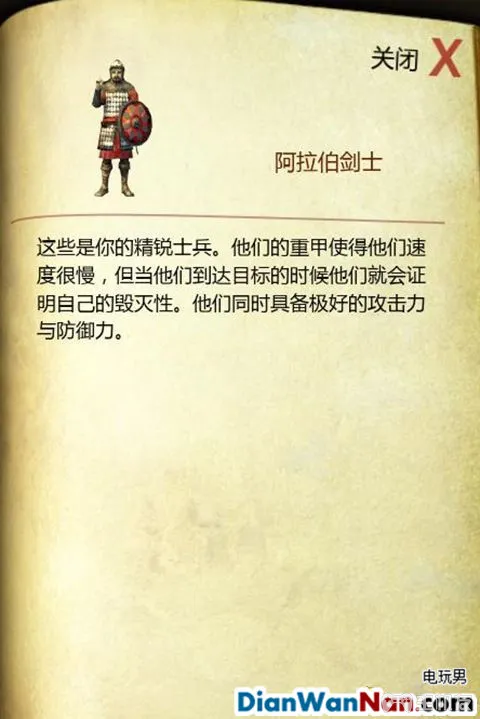 关闭 X
阿拉伯剑士
这些是你的精锐士兵。他们的重甲使得他们速
度很慢，但当他们到达目标的时候他们就会证
明自己的毁灭性。他们同时具备极好的攻击力
与防御力。
电玩男
DianWanNan.com